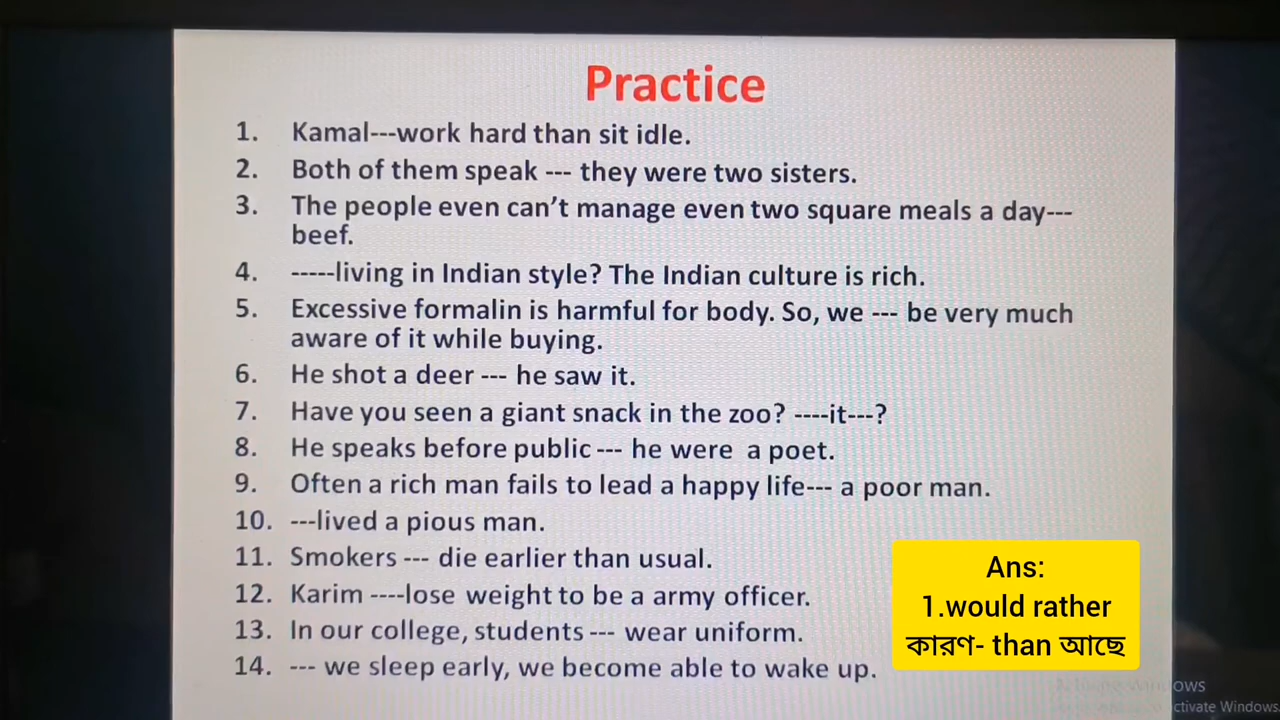 Practice
1. Kamal---work hard than sit idle.
2. Both of them speak --- they were two sisters.
3. The people even can’t manage even two square meals a day---
beef.
4. -----living in Indian style? The Indian culture is rich.
5. Excessive formalin is harmful for body. So, we --- be very much
aware of it while buying.
6. He shot a deer --- he saw it.
7. Have you seen a giant snack in the zoo? ----it---?
8. He speaks before public --- he were a poet.
9. Often a rich man fails to lead a happy life--- a poor man.
10. ---lived a pious man.
11. Smokers --- die earlier than usual.
12. Karim ----lose weight to be a army officer.
13. In our college, students --- wear uniform.
14. --- we sleep early, we become able to wake up.
Ans:
1.would rather
কারণ- than আছে
Activate Windows